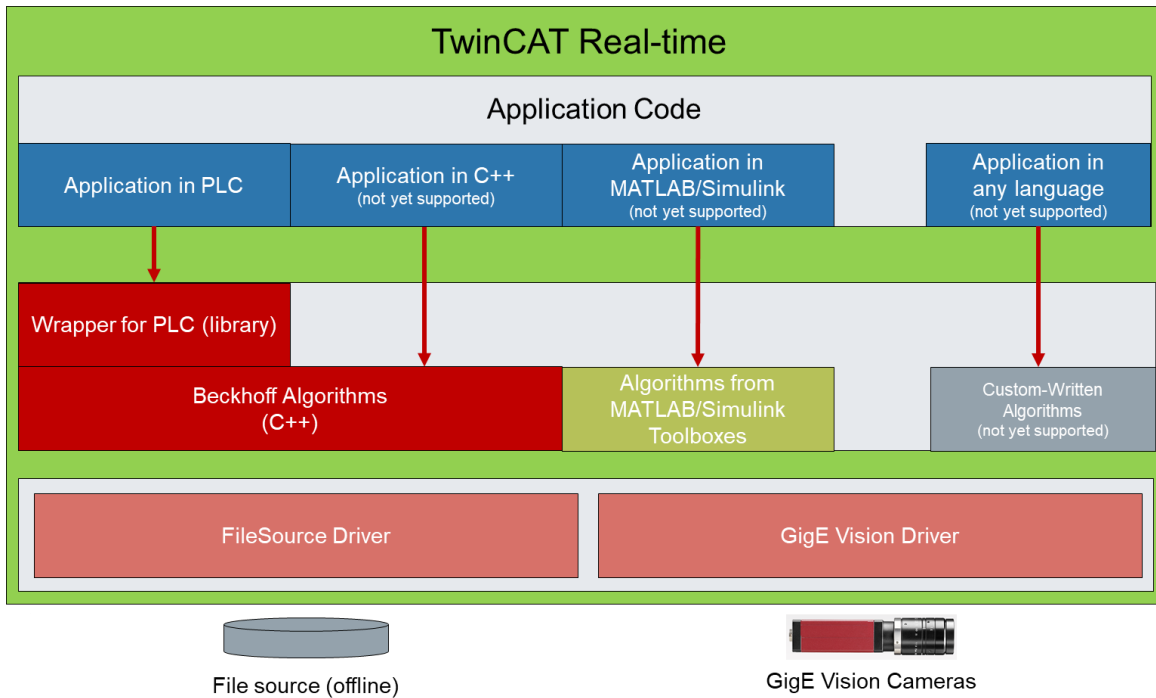 TwinCAT Real-time
Application Code
Application in PLC
Application in C++
(not yet supported)
Application in
MATLAB/Simulink
(not yet supported)
Application in
any language
(not yet supported)
Wrapper for PLC (library)
Beckhoff Algorithms
(C++)
Algorithms from
MATLAB/Simulink
Toolboxes
Custom-Written
Algorithms
(not yet supported)
FileSource Driver
GigE Vision Driver
File source (offline)
GigE Vision Cameras